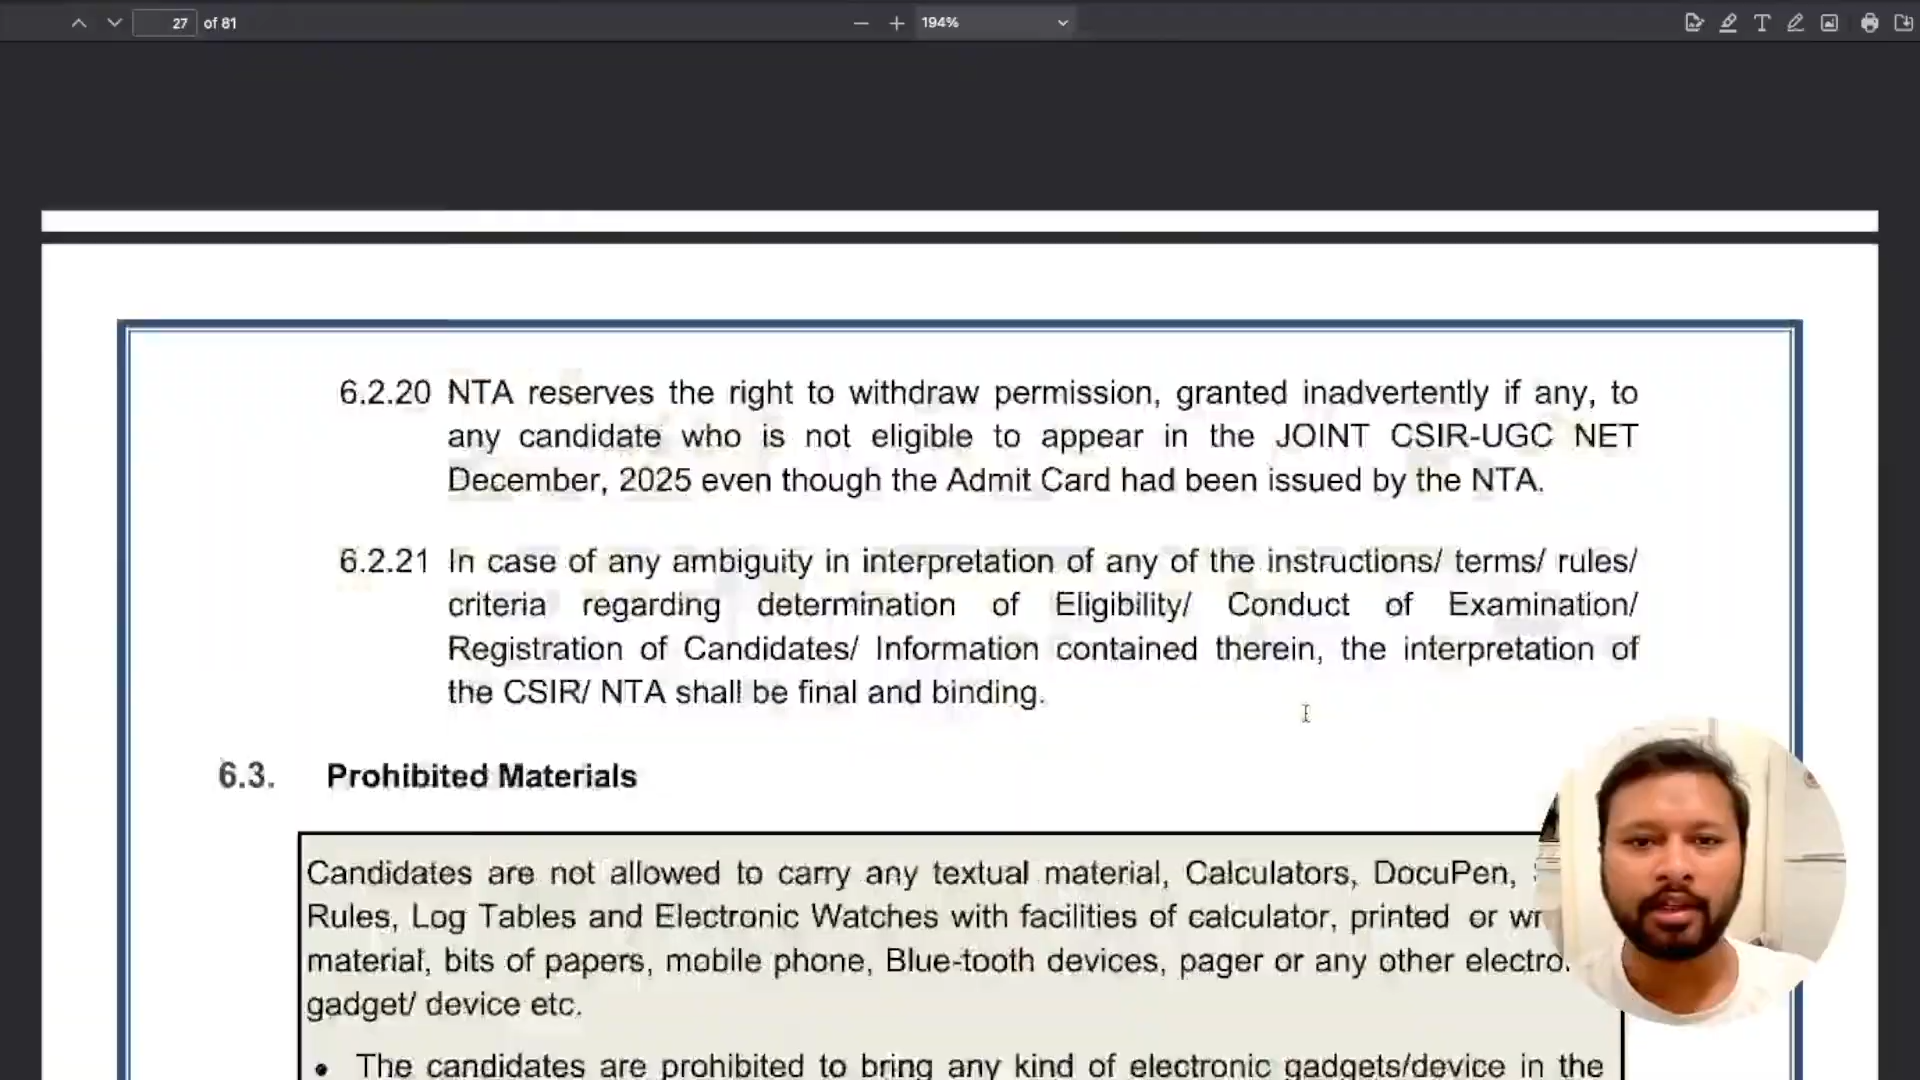 27 of 81
194%
6.2.20 NTA reserves the right to withdraw permission, granted inadvertently if any, to
any candidate who is not eligible to appear in the JOINT CSIR-UGC NET
December, 2025 even though the Admit Card had been issued by the NTA.
6.2.21 In case of any ambiguity in interpretation of any of the instructions/ terms/ rules/
criteria regarding determination of Eligibility/ Conduct of Examination/
Registration of Candidates/ Information contained therein, the interpretation of
the CSIR/ NTA shall be final and binding.
6.3. Prohibited Materials
Candidates are not allowed to carry any textual material, Calculators, DocuPen,
Rules, Log Tables and Electronic Watches with facilities of calculator, printed or
material, bits of papers, mobile phone, Blue-tooth devices, pager or any other
gadget/ device etc.
• The candidates are prohibited to bring any kind of electronic gadgets/device in the